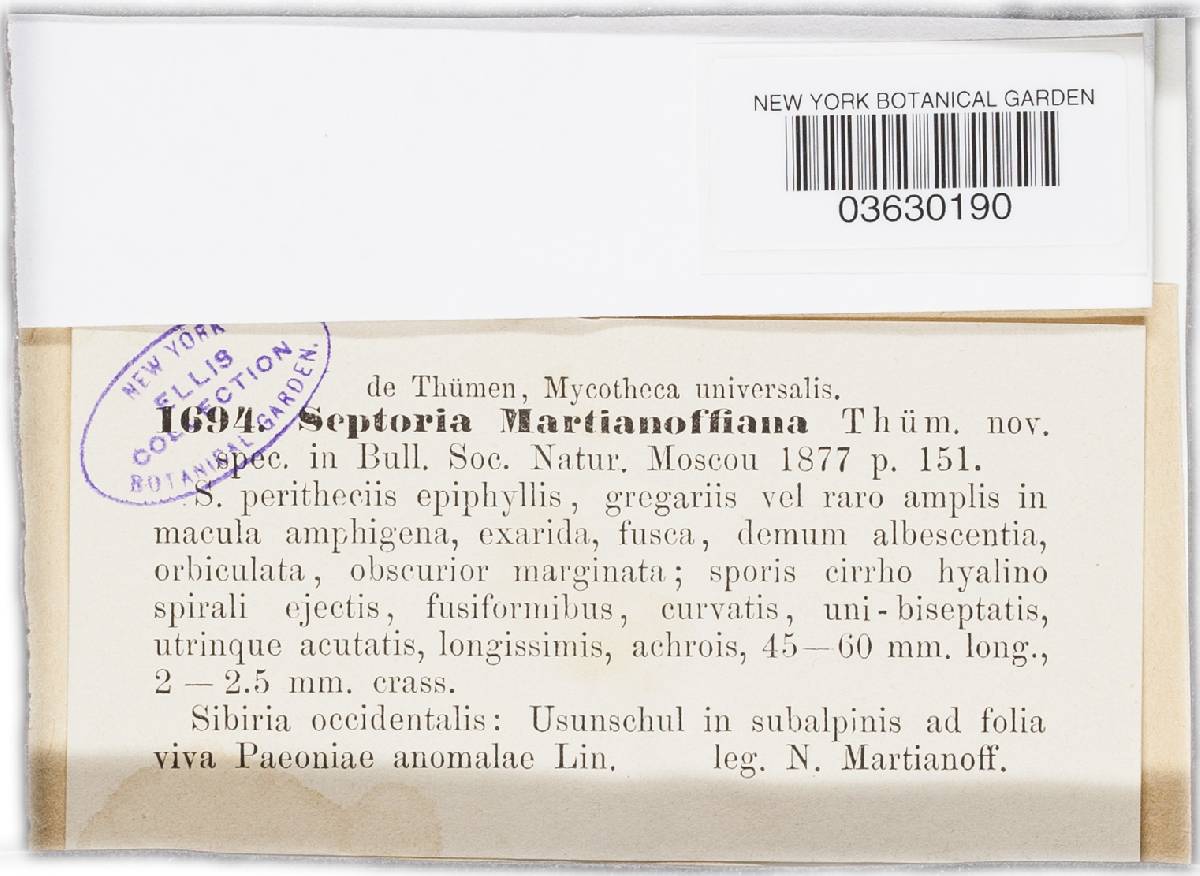 NEW YORK BOTANICAL GARDEN
03630190
NEW YORK
ELLIS
COLLECTION
BOTANICAL GARDEN.
de Thümen, Mycotheca universalis.
1694. Septoria Martianoffiana Thüm. nov.
spec. in Bull. Soc. Natur. Moscou 1877 p. 151.
S. peritheciis epiphyllis, gregariis vel raro amplis in
macula amphigena, exarida, fusca, demum albescentia,
orbiculata, obscurior marginata; sporis cirrho hyalino
spirali ejectis, fusiformibus, curvatis, uni-biseptatis,
utrinque acutatis, longissimis, achrois, 45—60 mm. long.,
2 — 2.5 mm. crass.
Sibiria occidentalis: Usunschul in subalpinis ad folia
viva Paeoniae anomalae Lin. leg. N. Martianoff.